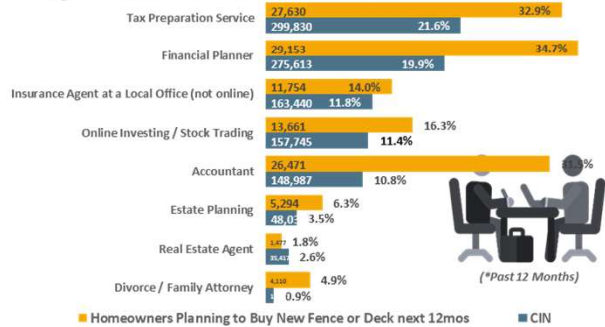 Tax Preparation Service
27,630 32.9%
299,830 21.6%
Financial Planner
29,153 34.7%
275,613 19.9%
Insurance Agent at a Local Office (not online)
11,754 14.0%
163,440 11.8%
Online Investing / Stock Trading
13,661 16.3%
157,745 11.4%
Accountant
26,471 31.5%
148,987 10.8%
Estate Planning
5,294 6.3%
3.5%
Real Estate Agent
1,477 1.8%
35,417 2.6%
Divorce / Family Attorney
4,110 4.9%
0.9%
(*Past 12 Months)
Homeowners Planning to Buy New Fence or Deck next 12mos CIN